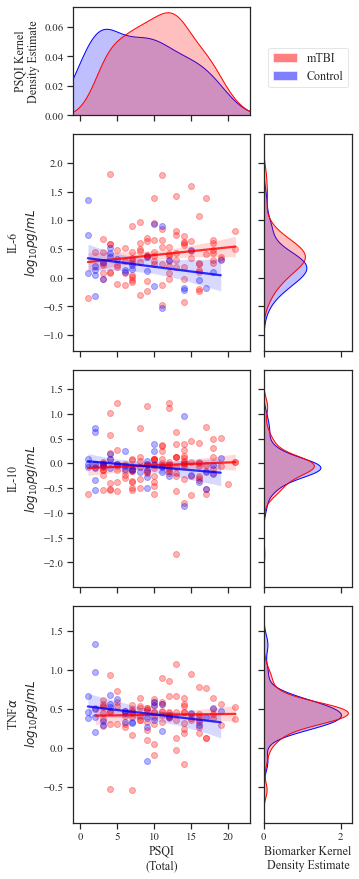 PSQI Kernel
Density Estimate
0.06
0.04
0.02
0.00
mTBI
Control
IL-6
log10pg/mL
2.0
1.5
1.0
0.5
0.0
−0.5
−1.0
IL-10
log10pg/mL
1.5
1.0
0.5
0.0
−0.5
−1.0
−1.5
−2.0
TNFα
log10pg/mL
1.5
1.0
0.5
0.0
−0.5
0 5 10 15 20
PSQI
(Total)
0 2
Biomarker Kernel
Density Estimate